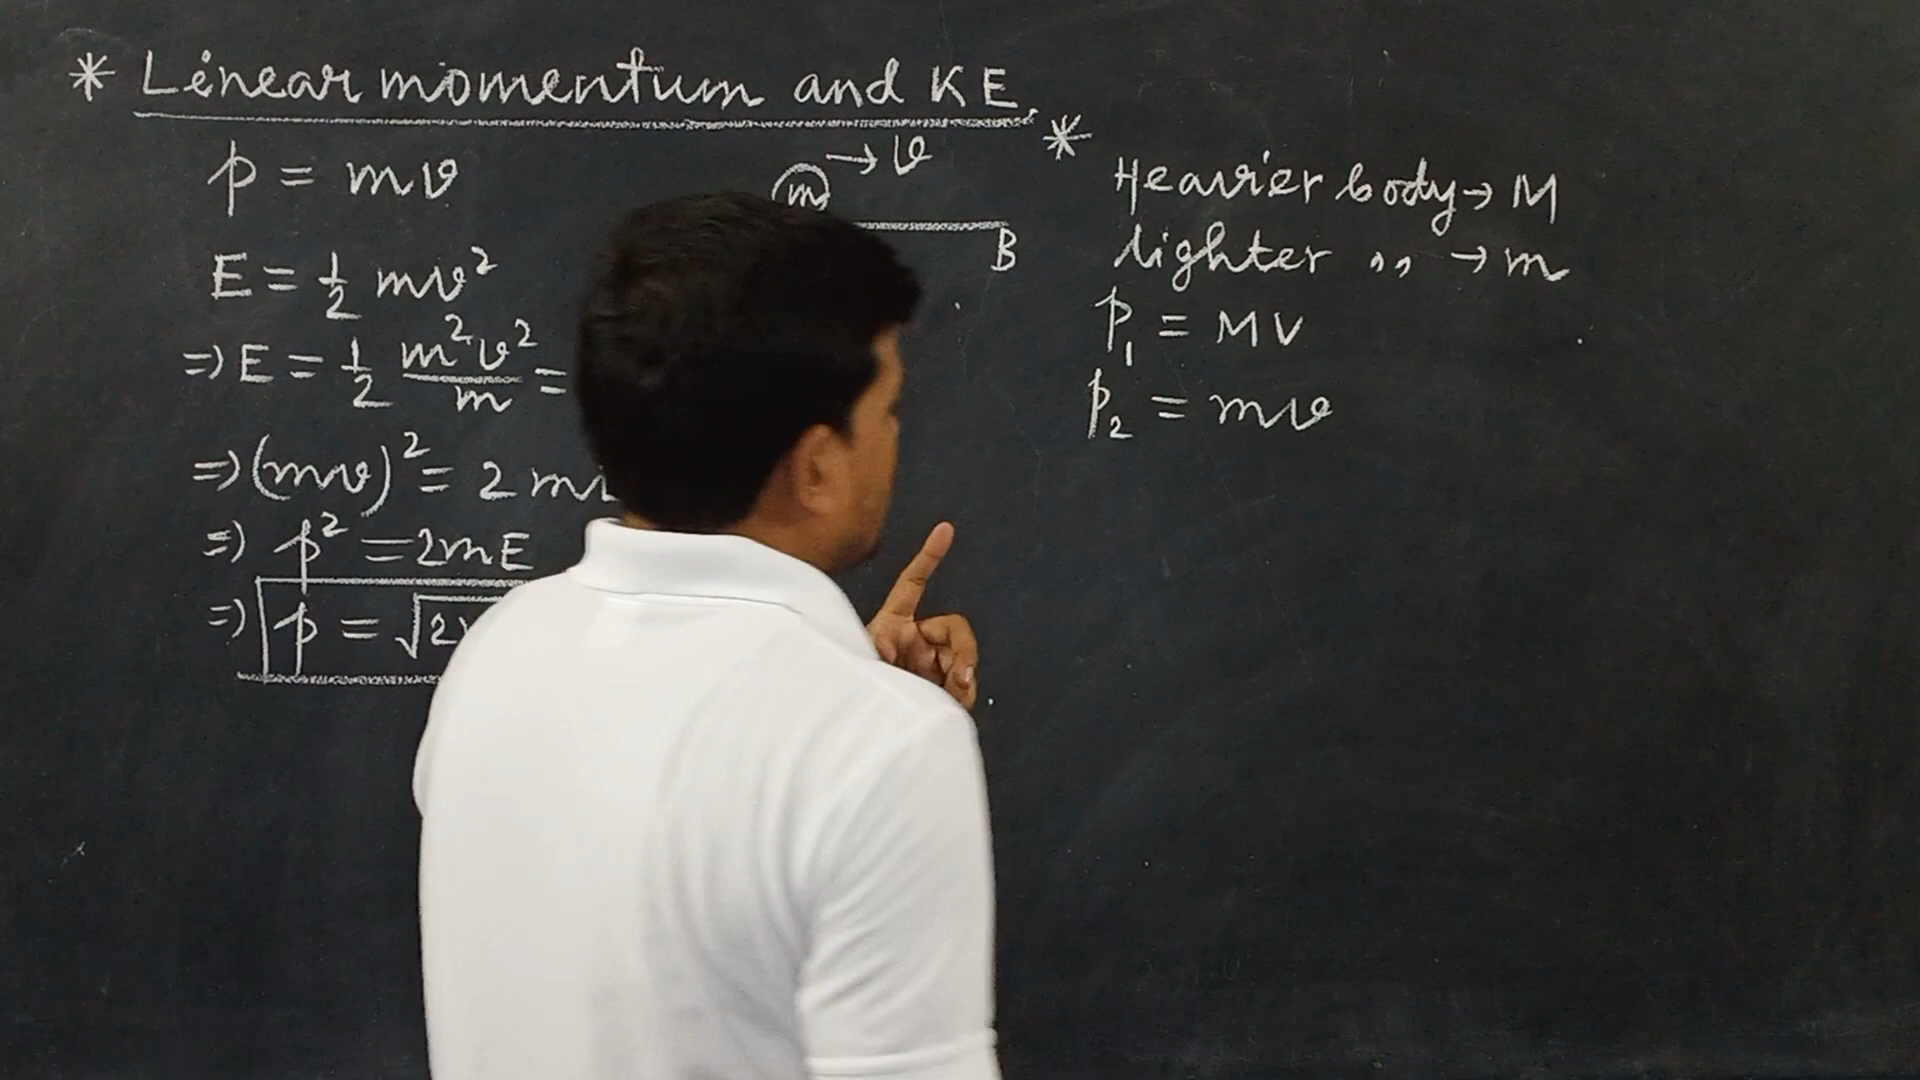 * Linear momentum and KE.
p = mv
m → v
B
E = 1/2 mv²
⇒ E = 1/2 m²v²/m =
⇒ (mv)² = 2 m
⇒ p² = 2mE
⇒ p = √2
*
Heavier body → M
lighter ,, → m
p₁ = MV
p₂ = mv